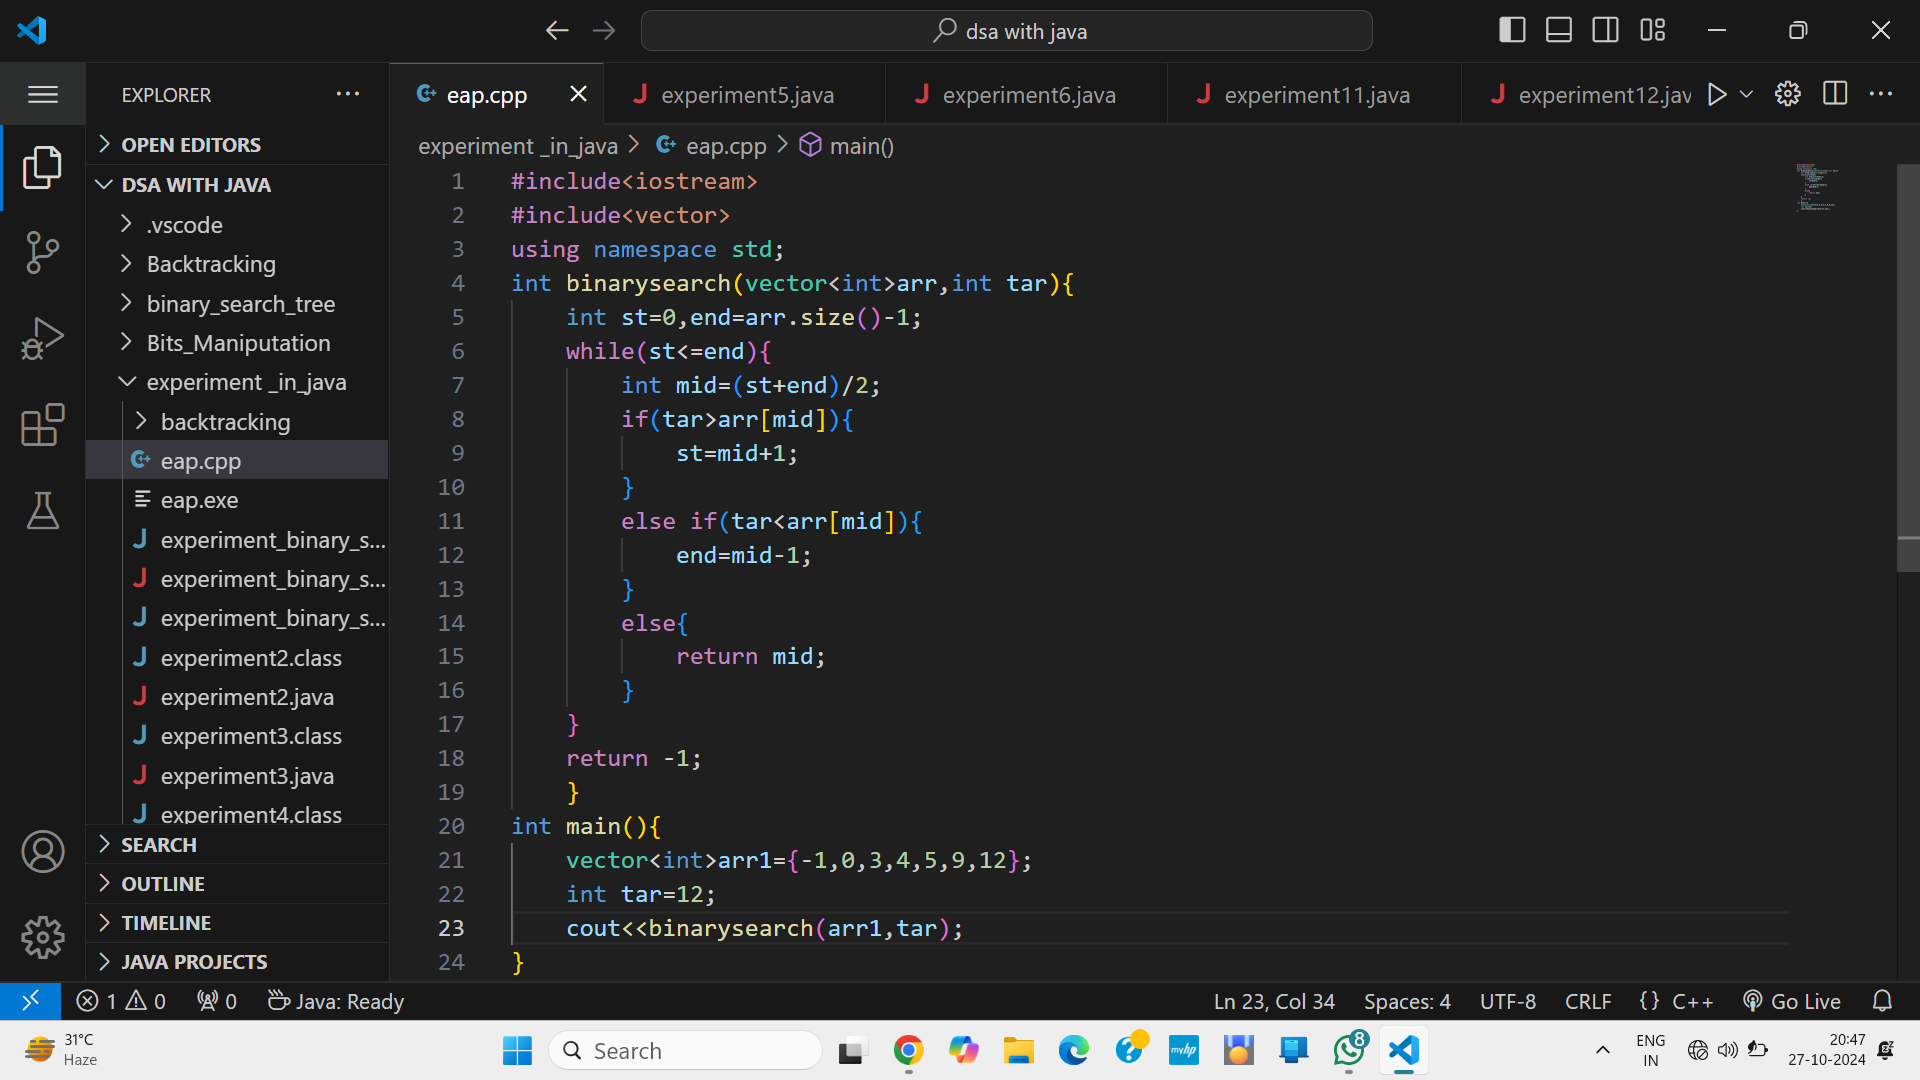 dsa with java
EXPLORER
OPEN EDITORS
DSA WITH JAVA
.vscode
Backtracking
binary_search_tree
Bits_Maniputation
experiment _in_java
backtracking
eap.cpp
eap.exe
experiment_binary_s...
experiment_binary_s...
experiment_binary_s...
experiment2.class
experiment2.java
experiment3.class
experiment3.java
experiment4.class
SEARCH
OUTLINE
TIMELINE
JAVA PROJECTS
eap.cpp experiment5.java experiment6.java experiment11.java experiment12.jav
experiment _in_java > eap.cpp > main()
1 #include<iostream>
2 #include<vector>
3 using namespace std;
4 int binarysearch(vector<int>arr,int tar){
5 int st=0,end=arr.size()-1;
6 while(st<=end){
7 int mid=(st+end)/2;
8 if(tar>arr[mid]){
9 st=mid+1;
10 }
11 else if(tar<arr[mid]){
12 end=mid-1;
13 }
14 else{
15 return mid;
16 }
17 }
18 return -1;
19 }
20 int main(){
21 vector<int>arr1={-1,0,3,4,5,9,12};
22 int tar=12;
23 cout<<binarysearch(arr1,tar);
24 }
1 0 0 Java: Ready Ln 23, Col 34 Spaces: 4 UTF-8 CRLF {} C++ Go Live
31°C
Haze
Search
myhp
8
ENG
IN
20:47
27-10-2024